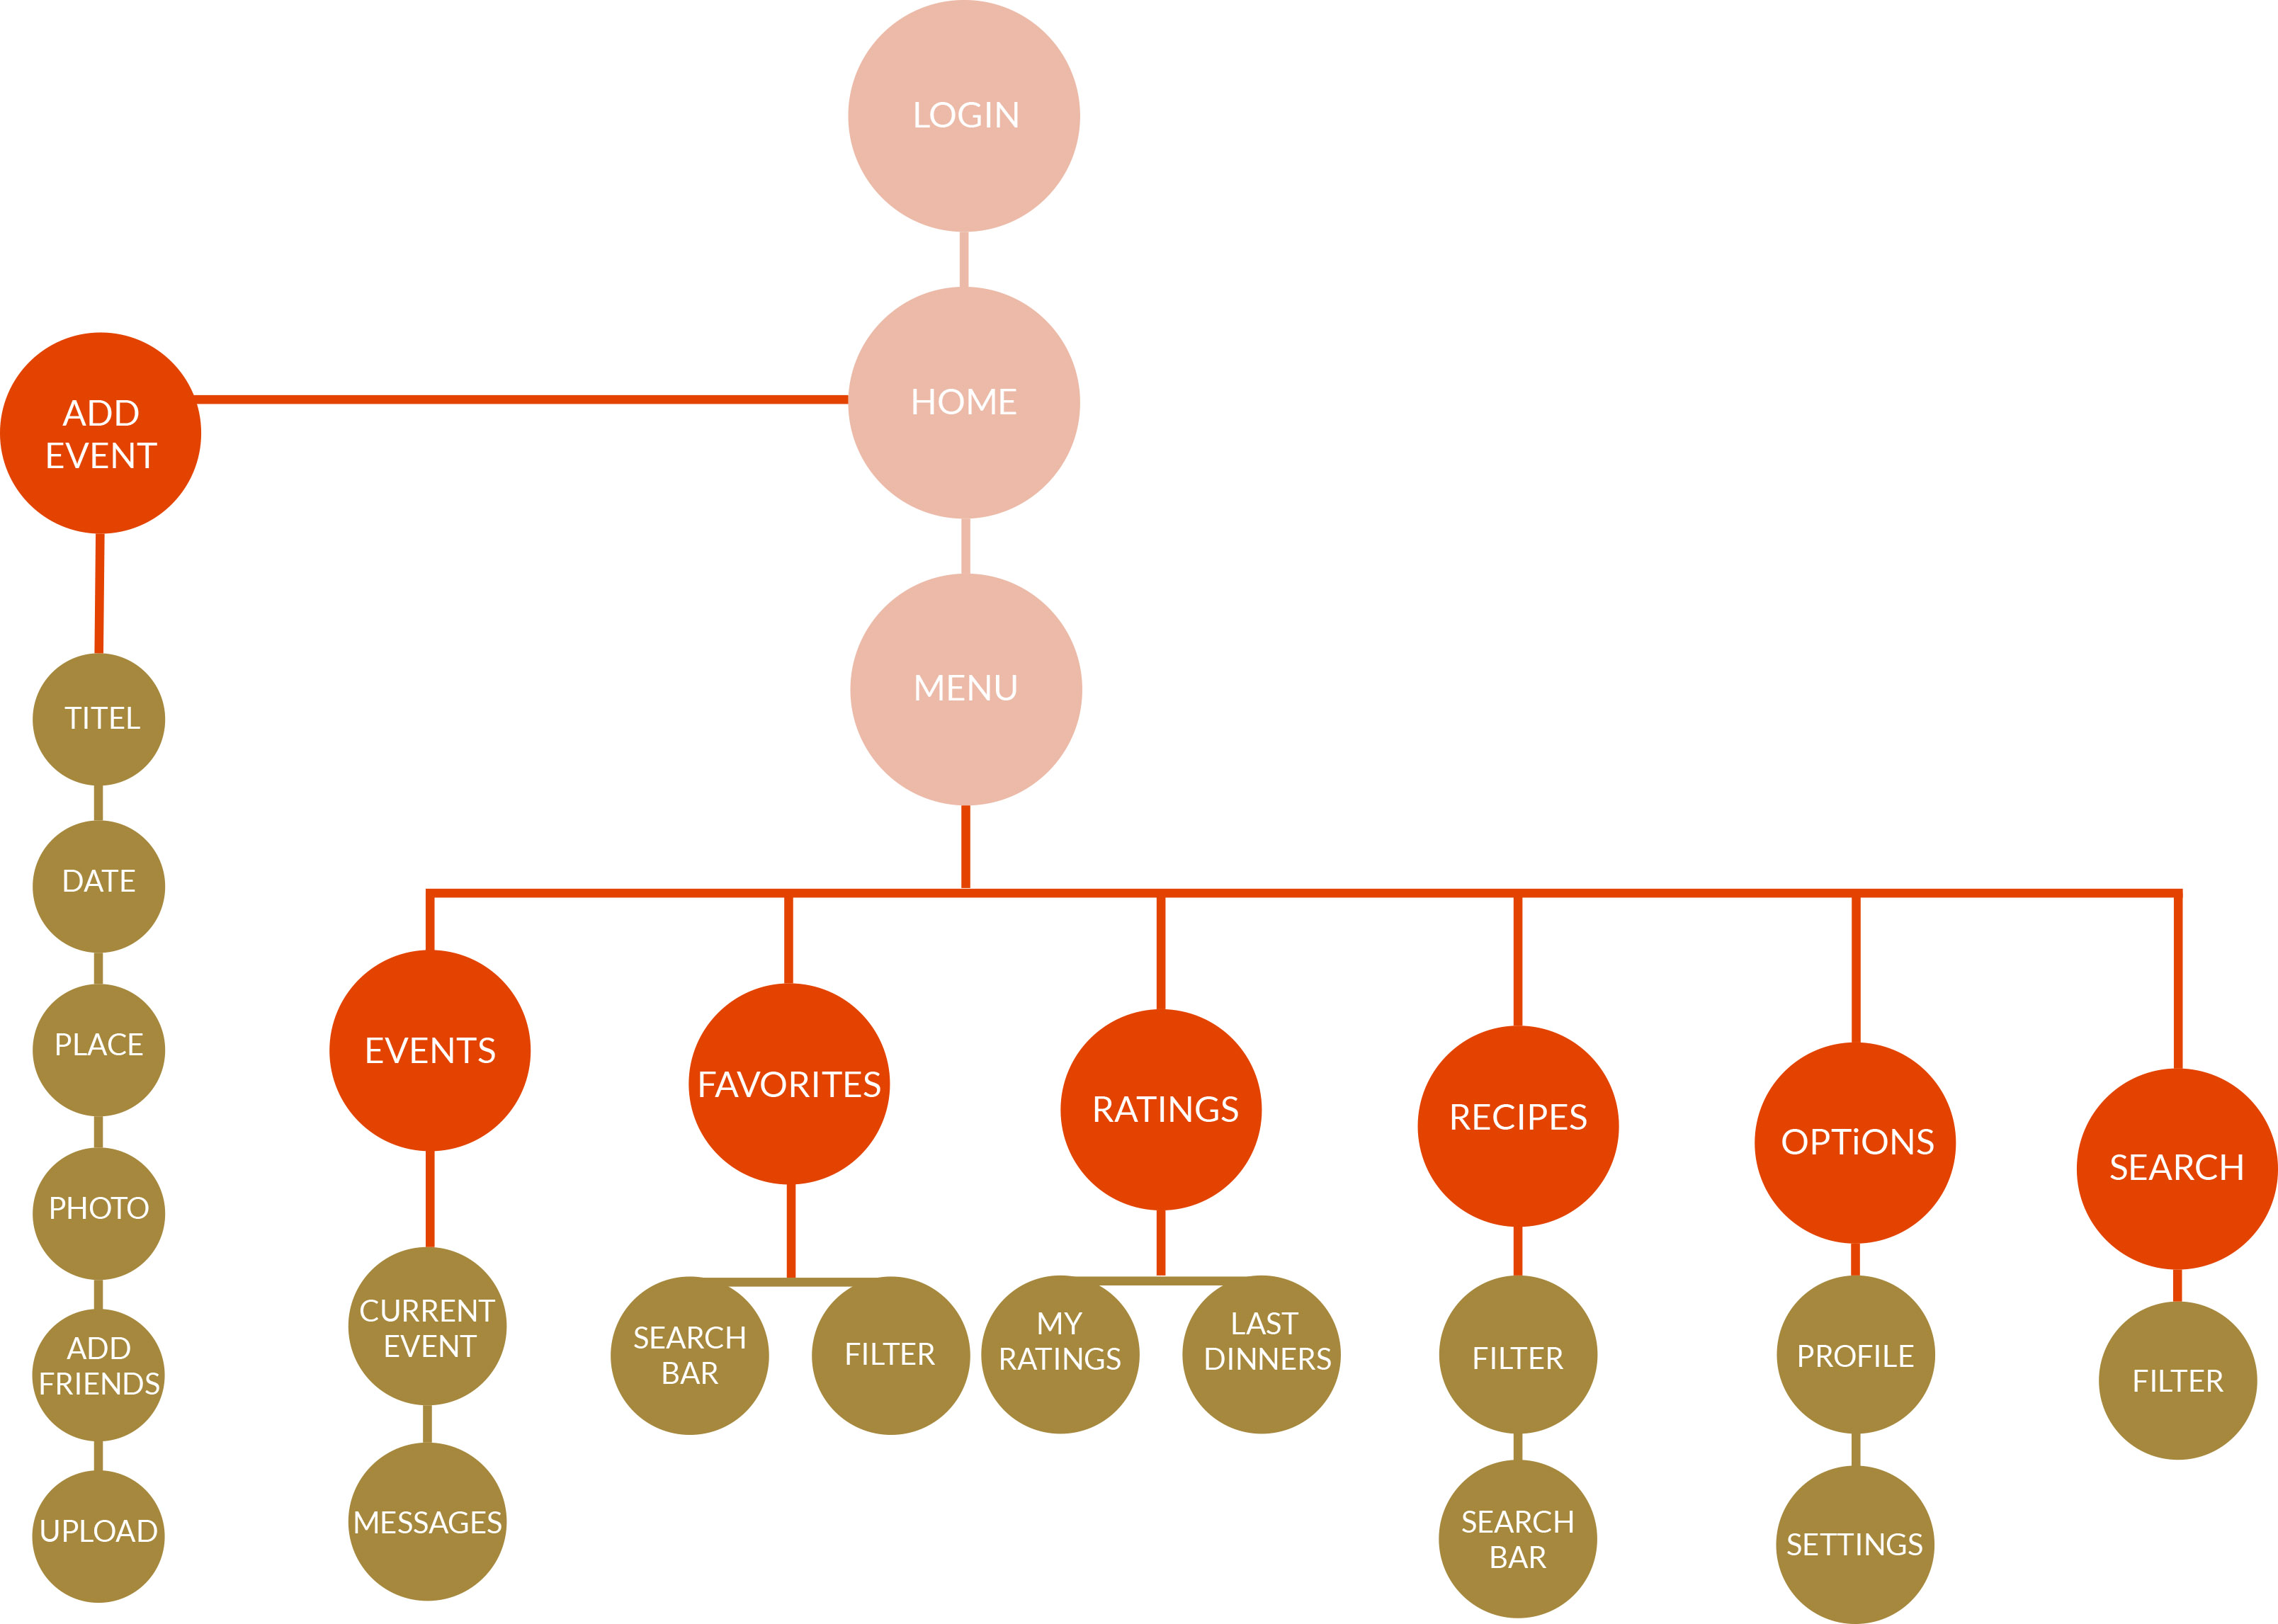 LOGIN
HOME
ADD
EVENT
MENU
TITEL
DATE
PLACE
PHOTO
ADD
FRIENDS
UPLOAD
EVENTS
CURRENT
EVENT
MESSAGES
FAVORITES
SEARCH
BAR
FILTER
RATINGS
MY
RATINGS
LAST
DINNERS
RECIPES
FILTER
SEARCH
BAR
OPTiONS
PROFILE
SETTINGS
SEARCH
FILTER